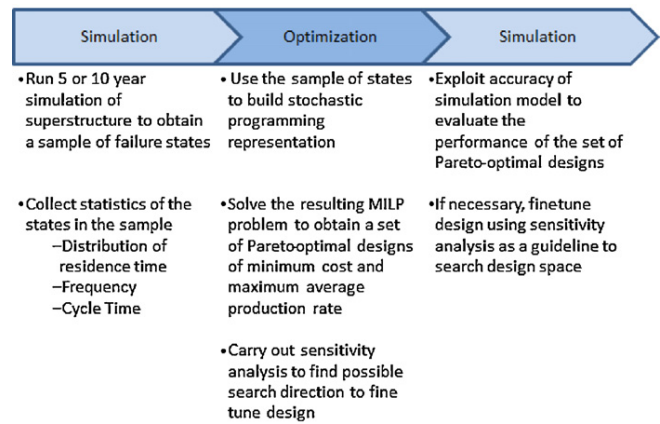 Simulation
Optimization
Simulation
•Run 5 or 10 year
simulation of
superstructure to obtain
a sample of failure states
•Collect statistics of the
states in the sample
–Distribution of
residence time
–Frequency
–Cycle Time
•Use the sample of states
to build stochastic
programming
representation
•Solve the resulting MILP
problem to obtain a set
of Pareto-optimal designs
of minimum cost and
maximum average
production rate
•Carry out sensitivity
analysis to find possible
search direction to fine
tune design
•Exploit accuracy of
simulation model to
evaluate the
performance of the set of
Pareto-optimal designs
•If necessary, finetune
design using sensitivity
analysis as a guideline to
search design space